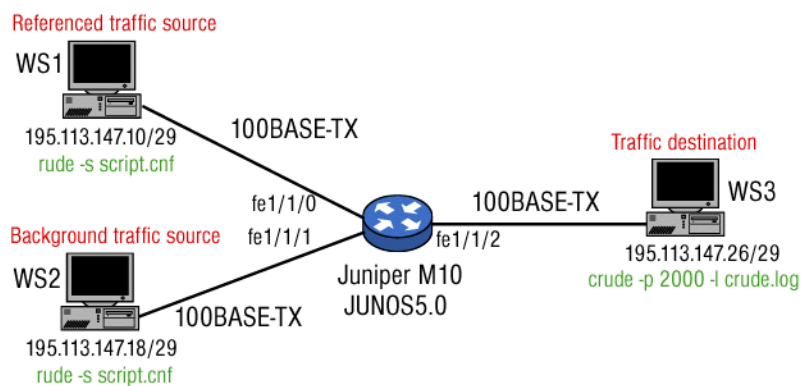 Referenced traffic source
WS1
195.113.147.10/29
rude -s script.cnf
100BASE-TX
fe1/1/0
Background traffic source
WS2
195.113.147.18/29
rude -s script.cnf
100BASE-TX
fe1/1/1
Juniper M10
JUNOS5.0
fe1/1/2
100BASE-TX
Traffic destination
WS3
195.113.147.26/29
crude -p 2000 -l crude.log